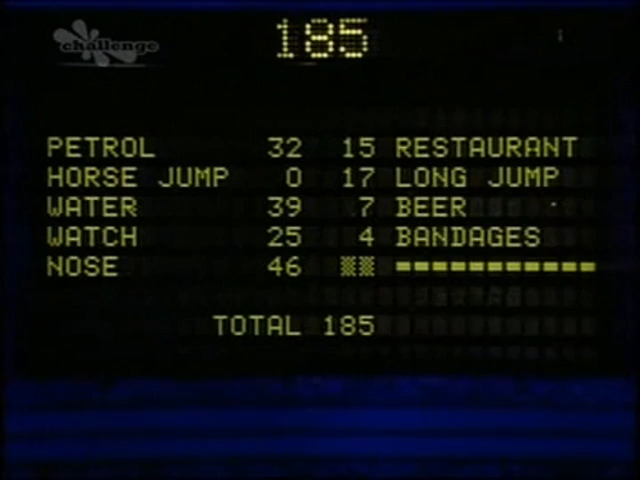 challenge
185
PETROL 32 15 RESTAURANT
HORSE JUMP 0 17 LONG JUMP
WATER 39 7 BEER
WATCH 25 4 BANDAGES
NOSE 46
TOTAL 185